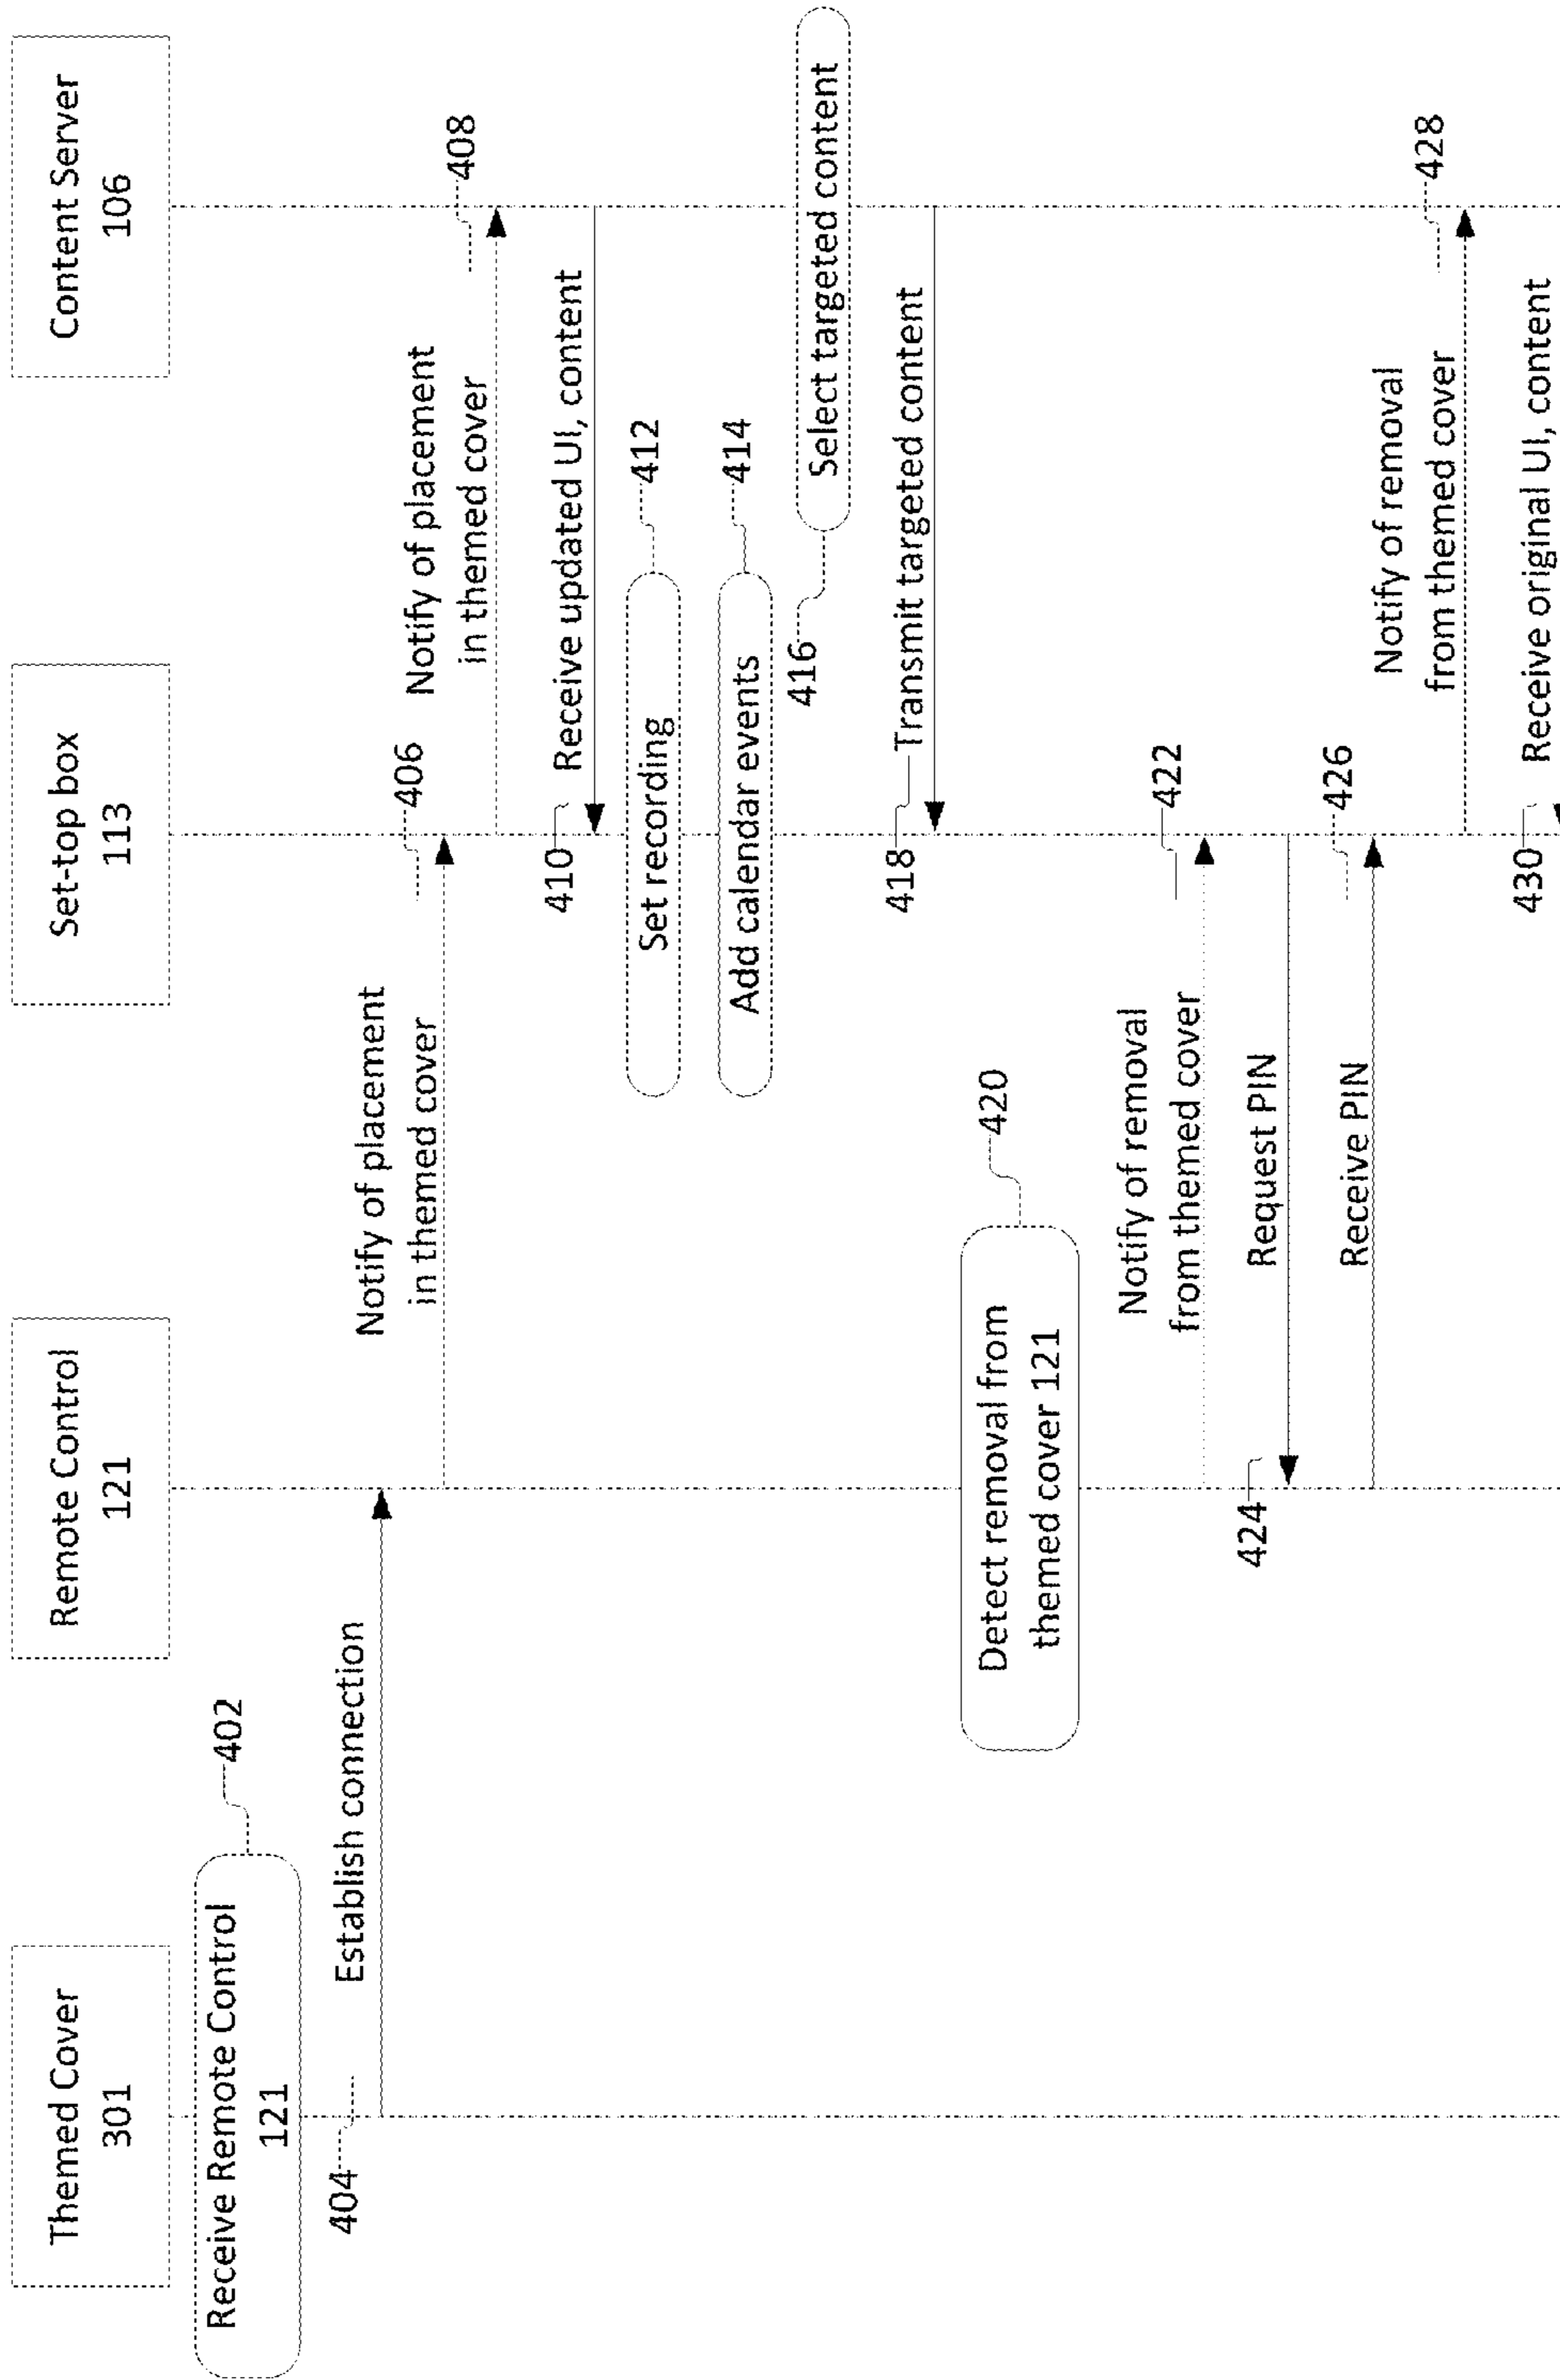 Themed Cover
301
Remote Control
121
Set-top box
113
Content Server
106
Receive Remote Control
121
402
404
Establish connection
Notify of placement
in themed cover
406
Notify of placement
in themed cover
408
410
Receive updated UI, content
Set recording
412
Add calendar events
414
416
Select targeted content
418
Transmit targeted content
Detect removal from
themed cover 121
420
Notify of removal
from themed cover
422
424
Request PIN
Receive PIN
426
Notify of removal
from themed cover
428
430
Receive original UI, content